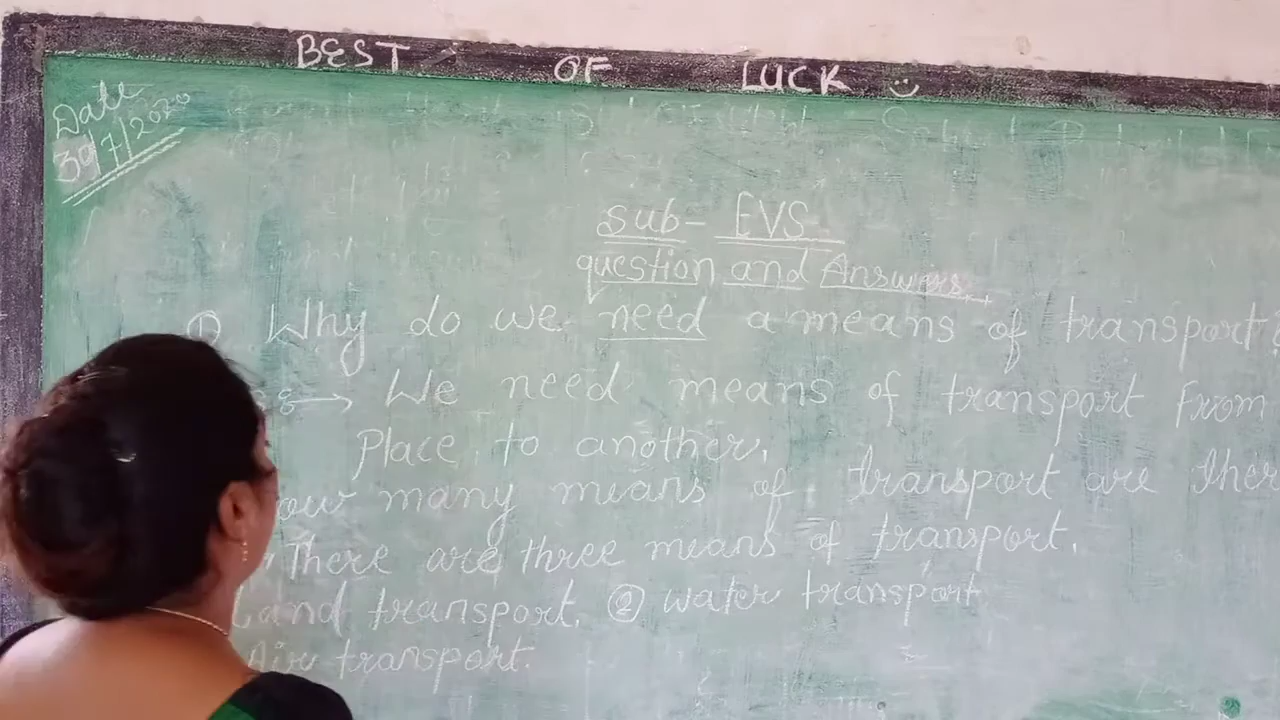 BEST OF LUCK
Date
30/7/2020
Sub- EVS
question and Answers
1). Why do we need a means of transport?
We need means of transport from
Place to another.
many means of transport are
There are three means of transport.
Land transport. ② water transport
Air transport.